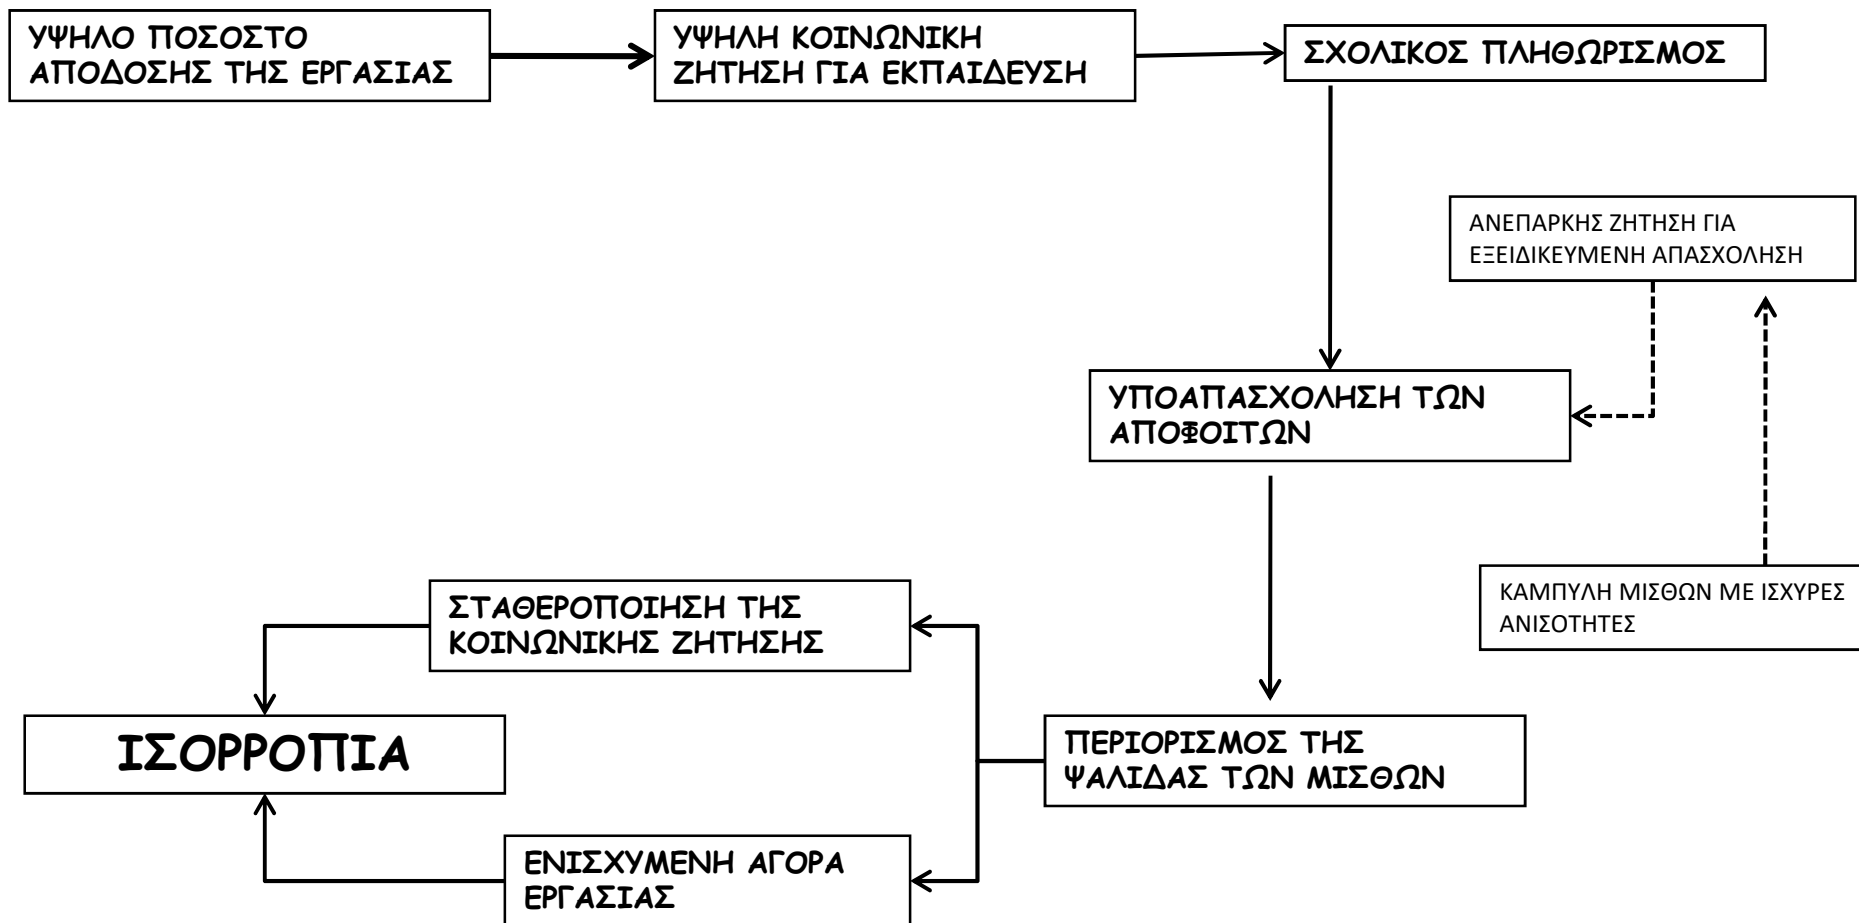 ΥΨΗΛΟ ΠΟΣΟΣΤΟ
ΑΠΟΔΟΣΗΣ ΤΗΣ ΕΡΓΑΣΙΑΣ
ΥΨΗΛΗ ΚΟΙΝΩΝΙΚΗ
ΖΗΤΗΣΗ ΓΙΑ ΕΚΠΑΙΔΕΥΣΗ
ΣΧΟΛΙΚΟΣ ΠΛΗΘΩΡΙΣΜΟΣ
ΑΝΕΠΑΡΚΗΣ ΖΗΤΗΣΗ ΓΙΑ
ΕΞΕΙΔΙΚΕΥΜΕΝΗ ΑΠΑΣΧΟΛΗΣΗ
ΥΠΟΑΠΑΣΧΟΛΗΣΗ ΤΩΝ
ΑΠΟΦΟΙΤΩΝ
ΚΑΜΠΥΛΗ ΜΙΣΘΩΝ ΜΕ ΙΣΧΥΡΕΣ
ΑΝΙΣΟΤΗΤΕΣ
ΣΤΑΘΕΡΟΠΟΙΗΣΗ ΤΗΣ
ΚΟΙΝΩΝΙΚΗΣ ΖΗΤΗΣΗΣ
ΙΣΟΡΡΟΠΙΑ
ΠΕΡΙΟΡΙΣΜΟΣ ΤΗΣ
ΨΑΛΙΔΑΣ ΤΩΝ ΜΙΣΘΩΝ
ΕΝΙΣΧΥΜΕΝΗ ΑΓΟΡΑ
ΕΡΓΑΣΙΑΣ